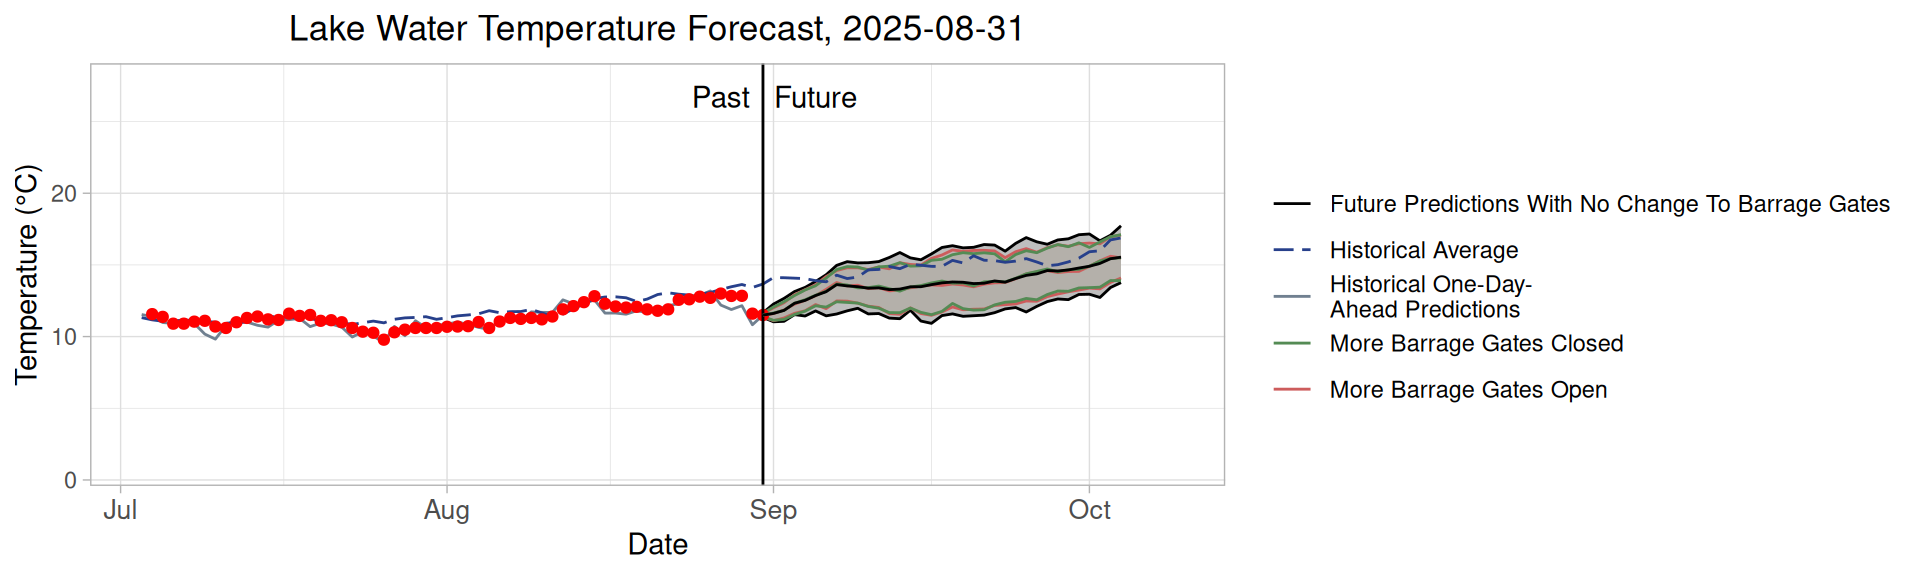 Lake Water Temperature Forecast, 2025-08-31
Past
Future
Temperature (°C)
20
10
0
Jul
Aug
Sep
Oct
Date
Future Predictions With No Change To Barrage Gates
Historical Average
Historical One-Day-
Ahead Predictions
More Barrage Gates Closed
More Barrage Gates Open